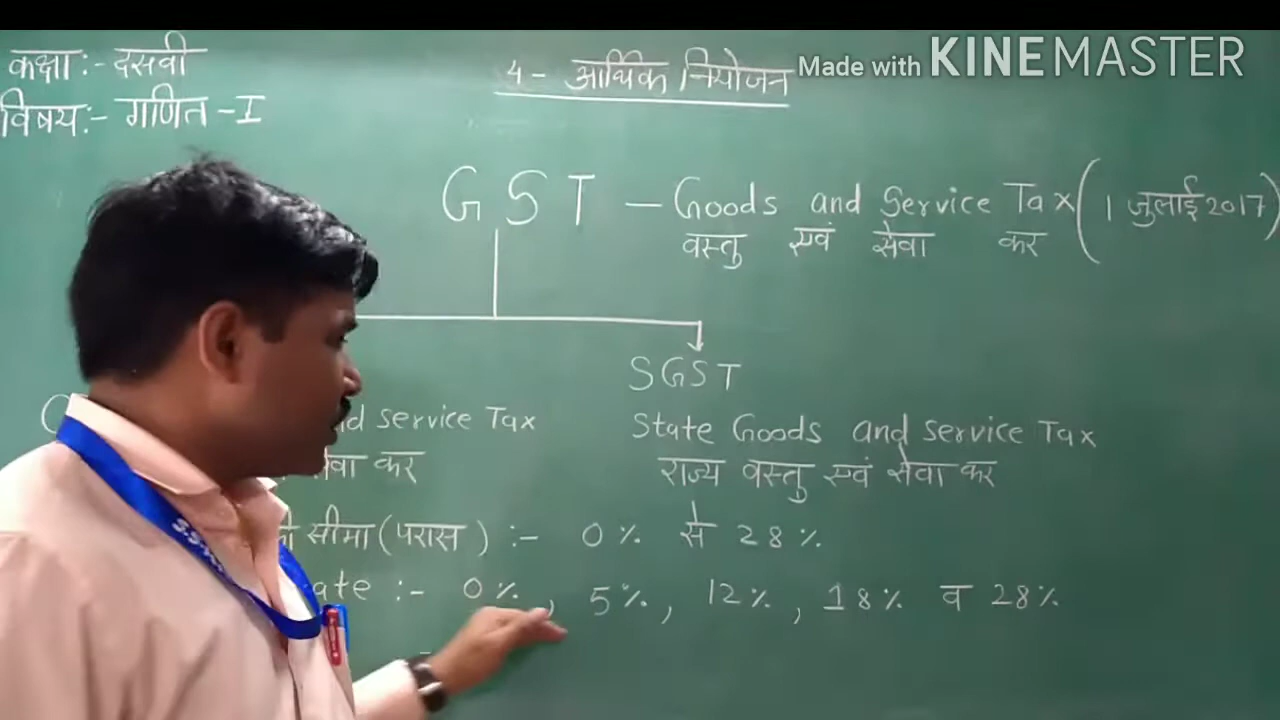 कक्षा :- दसवी
विषय:- गणित - I
4 - आर्थिक नियोजन
Made with KINEMASTER
GST - Goods and Service Tax ( 1 जुलाई 2017)
वस्तु एवं सेवा कर
SGST
service Tax
State Goods and service Tax
कर
राज्य वस्तु एवं सेवा कर
सीमा (परास) :- 0% से 28%
:- 0%, 5%, 12%, 18% व 28%